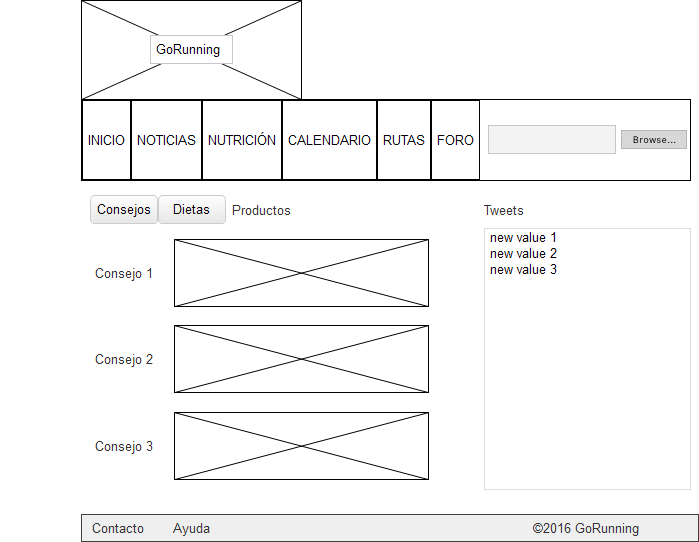 GoRunning
INICIO NOTICIAS NUTRICIÓN CALENDARIO RUTAS FORO Browse...
Consejos Dietas Productos Tweets
new value 1
new value 2
new value 3
Consejo 1
Consejo 2
Consejo 3
Contacto Ayuda ©2016 GoRunning